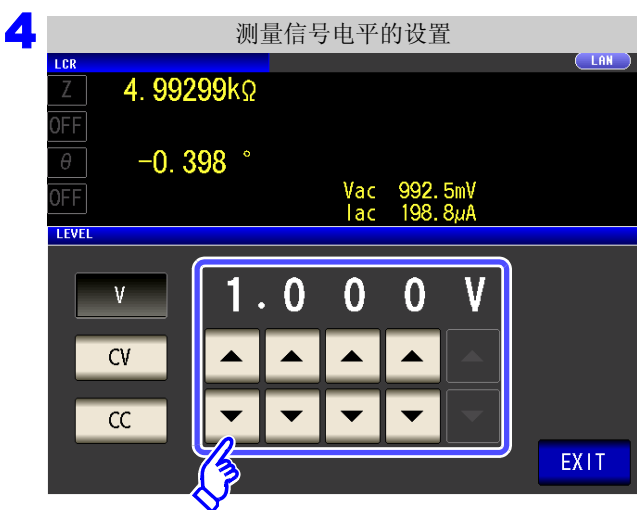 4
测量信号电平的设置
LCR
LAN
Z 4.99299kΩ
OFF
θ -0.398 °
OFF
Vac 992.5mV
Iac 198.8μA
LEVEL
V
1.000 V
CV
CC
EXIT